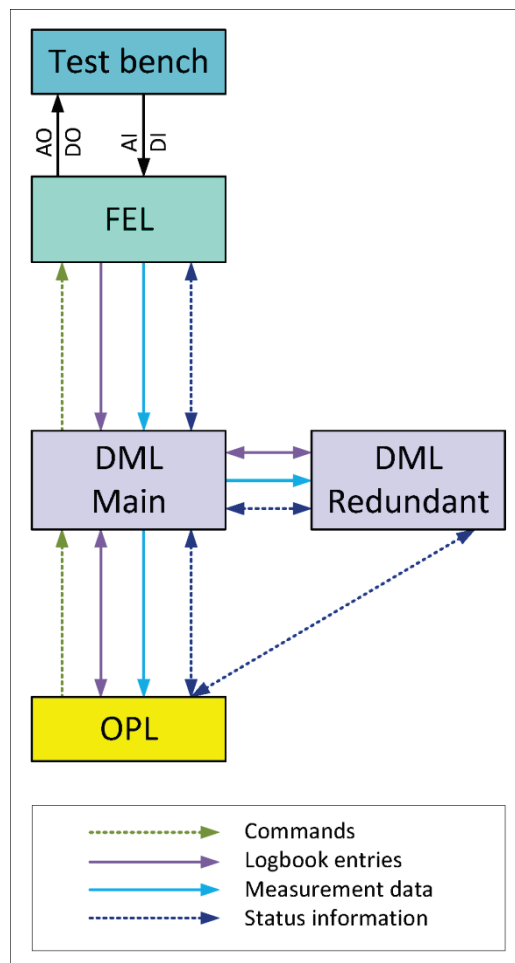 Test bench
AO
DO
AI
DI
FEL
DML
Main
DML
Redundant
OPL
Commands
Logbook entries
Measurement data
Status information